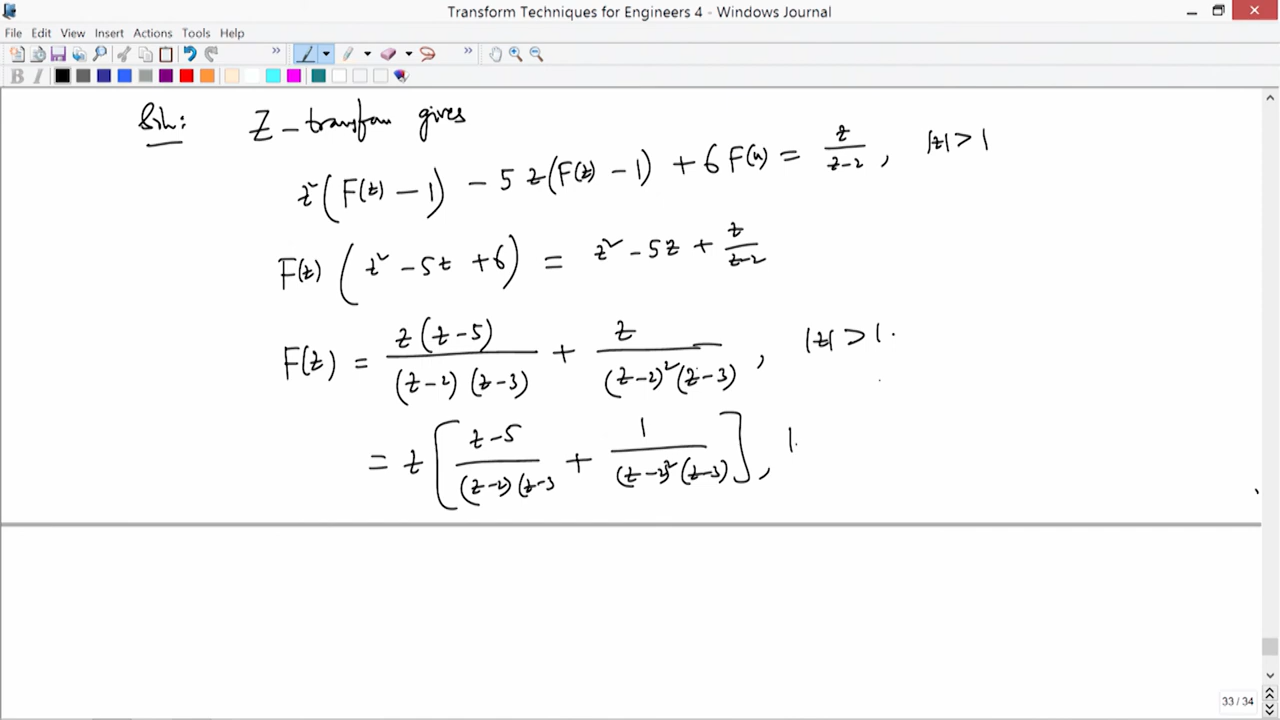 Transform Techniques for Engineers 4 - Windows Journal
File Edit View Insert Actions Tools Help
B I
Soln: Z-transfom gives
z²(F(z) - 1) - 5z(F(z) - 1) + 6F(z) = z/(z-2), |z| > 1
F(z) (z² - 5z + 6) = z² - 5z + z/(z-2)
F(z) = z(z-5)/((z-2)(z-3)) + z/((z-2)²(z-3)), |z| > 1.
= z[(z-5)/((z-2)(z-3) + 1/((z-2)²(z-3))], |
33 / 34